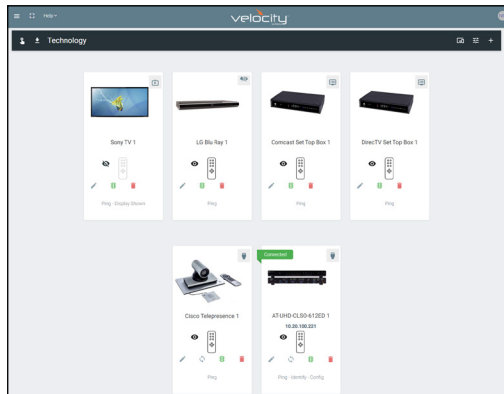 Help
velocity
Technology
Sony TV 1
LG Blu Ray 1
Comcast Set Top Box 1
DirecTV Set Top Box 1
Ping - Display Shown
Ping
Ping
Ping
Connected
Cisco Telepresence 1
AT-UHD-CLSO-612ED 1
10.20.100.231
Ping
Ping - Identify - Config